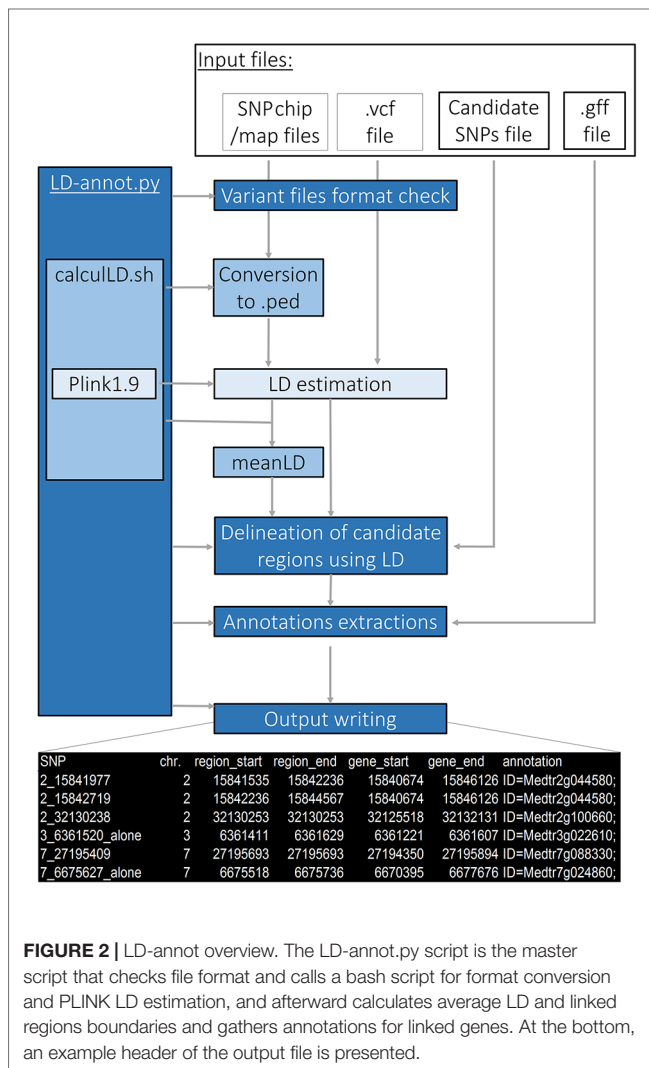 Input files:
SNPchip
/map files
.vcf
file
Candidate
SNPs file
.gff
file
LD-annot.py
Variant files format check
calculLD.sh
Conversion
to .ped
Plink1.9
LD estimation
meanLD
Delineation of candidate
regions using LD
Annotations extractions
Output writing
SNP chr. region_start region_end gene_start gene_end annotation
2_15841977 2 15841535 15842236 15840674 15846126 ID=Medtr2g044580;
2_15842719 2 15842236 15844567 15840674 15846126 ID=Medtr2g044580;
2_32130238 2 32130253 32130253 32125518 32132131 ID=Medtr2g100660;
3_6361520_alone 3 6361411 6361629 6361221 6361607 ID=Medtr3g022610;
7_27195409 7 27195693 27195693 27194350 27195894 ID=Medtr7g088330;
7_6675627_alone 7 6675518 6675736 6670395 6677676 ID=Medtr7g024860;
FIGURE 2 | LD-annot overview. The LD-annot.py script is the master
script that checks file format and calls a bash script for format conversion
and PLINK LD estimation, and afterward calculates average LD and linked
regions boundaries and gathers annotations for linked genes. At the bottom,
an example header of the output file is presented.